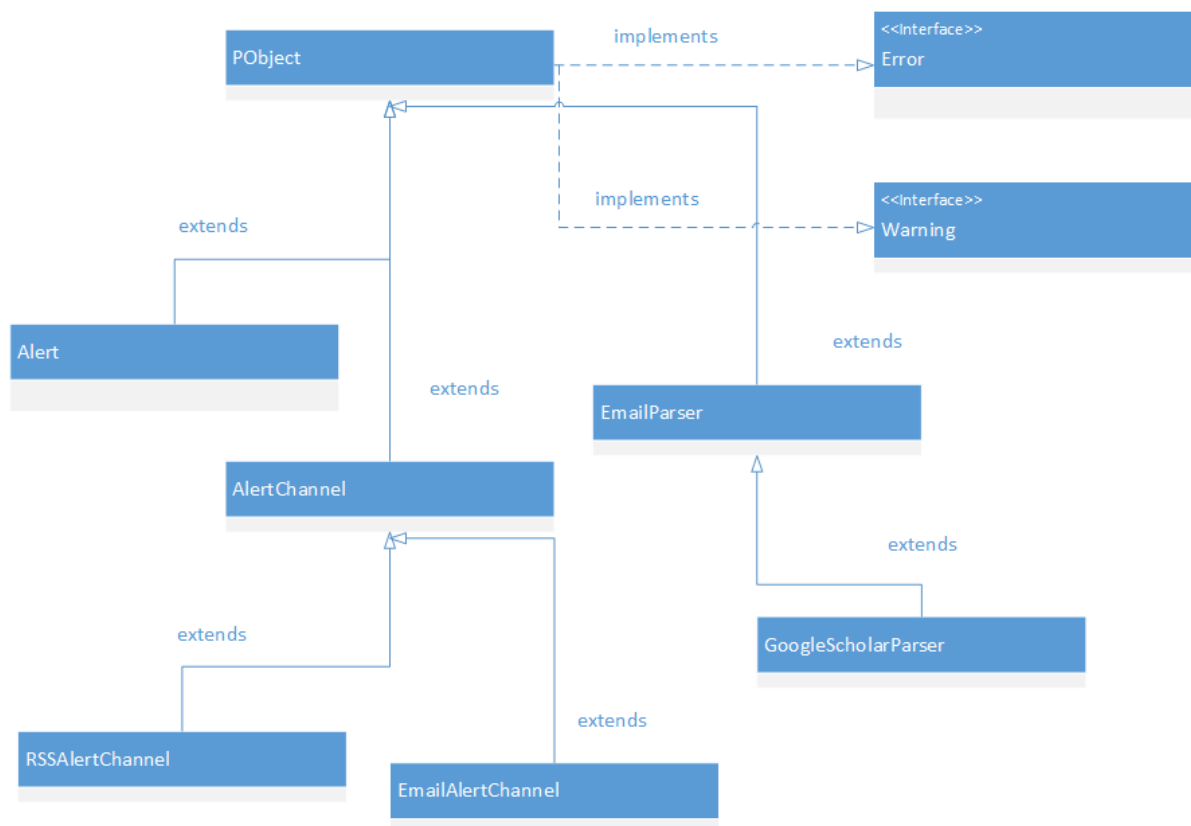 PObject
implements
<<Interface>>
Error
implements
<<Interface>>
Warning
extends
Alert
extends
extends
EmailParser
AlertChannel
extends
extends
GoogleScholarParser
RSSAlertChannel
extends
EmailAlertChannel